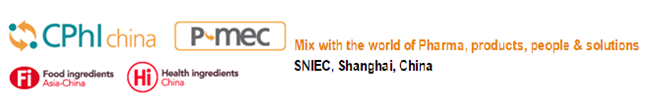 CPhI china
P-mec
Mix with the world of Pharma, products, people & solutions
SNIEC, Shanghai, China
Fi Food ingredients
Asia-China
Hi Health ingredients
China